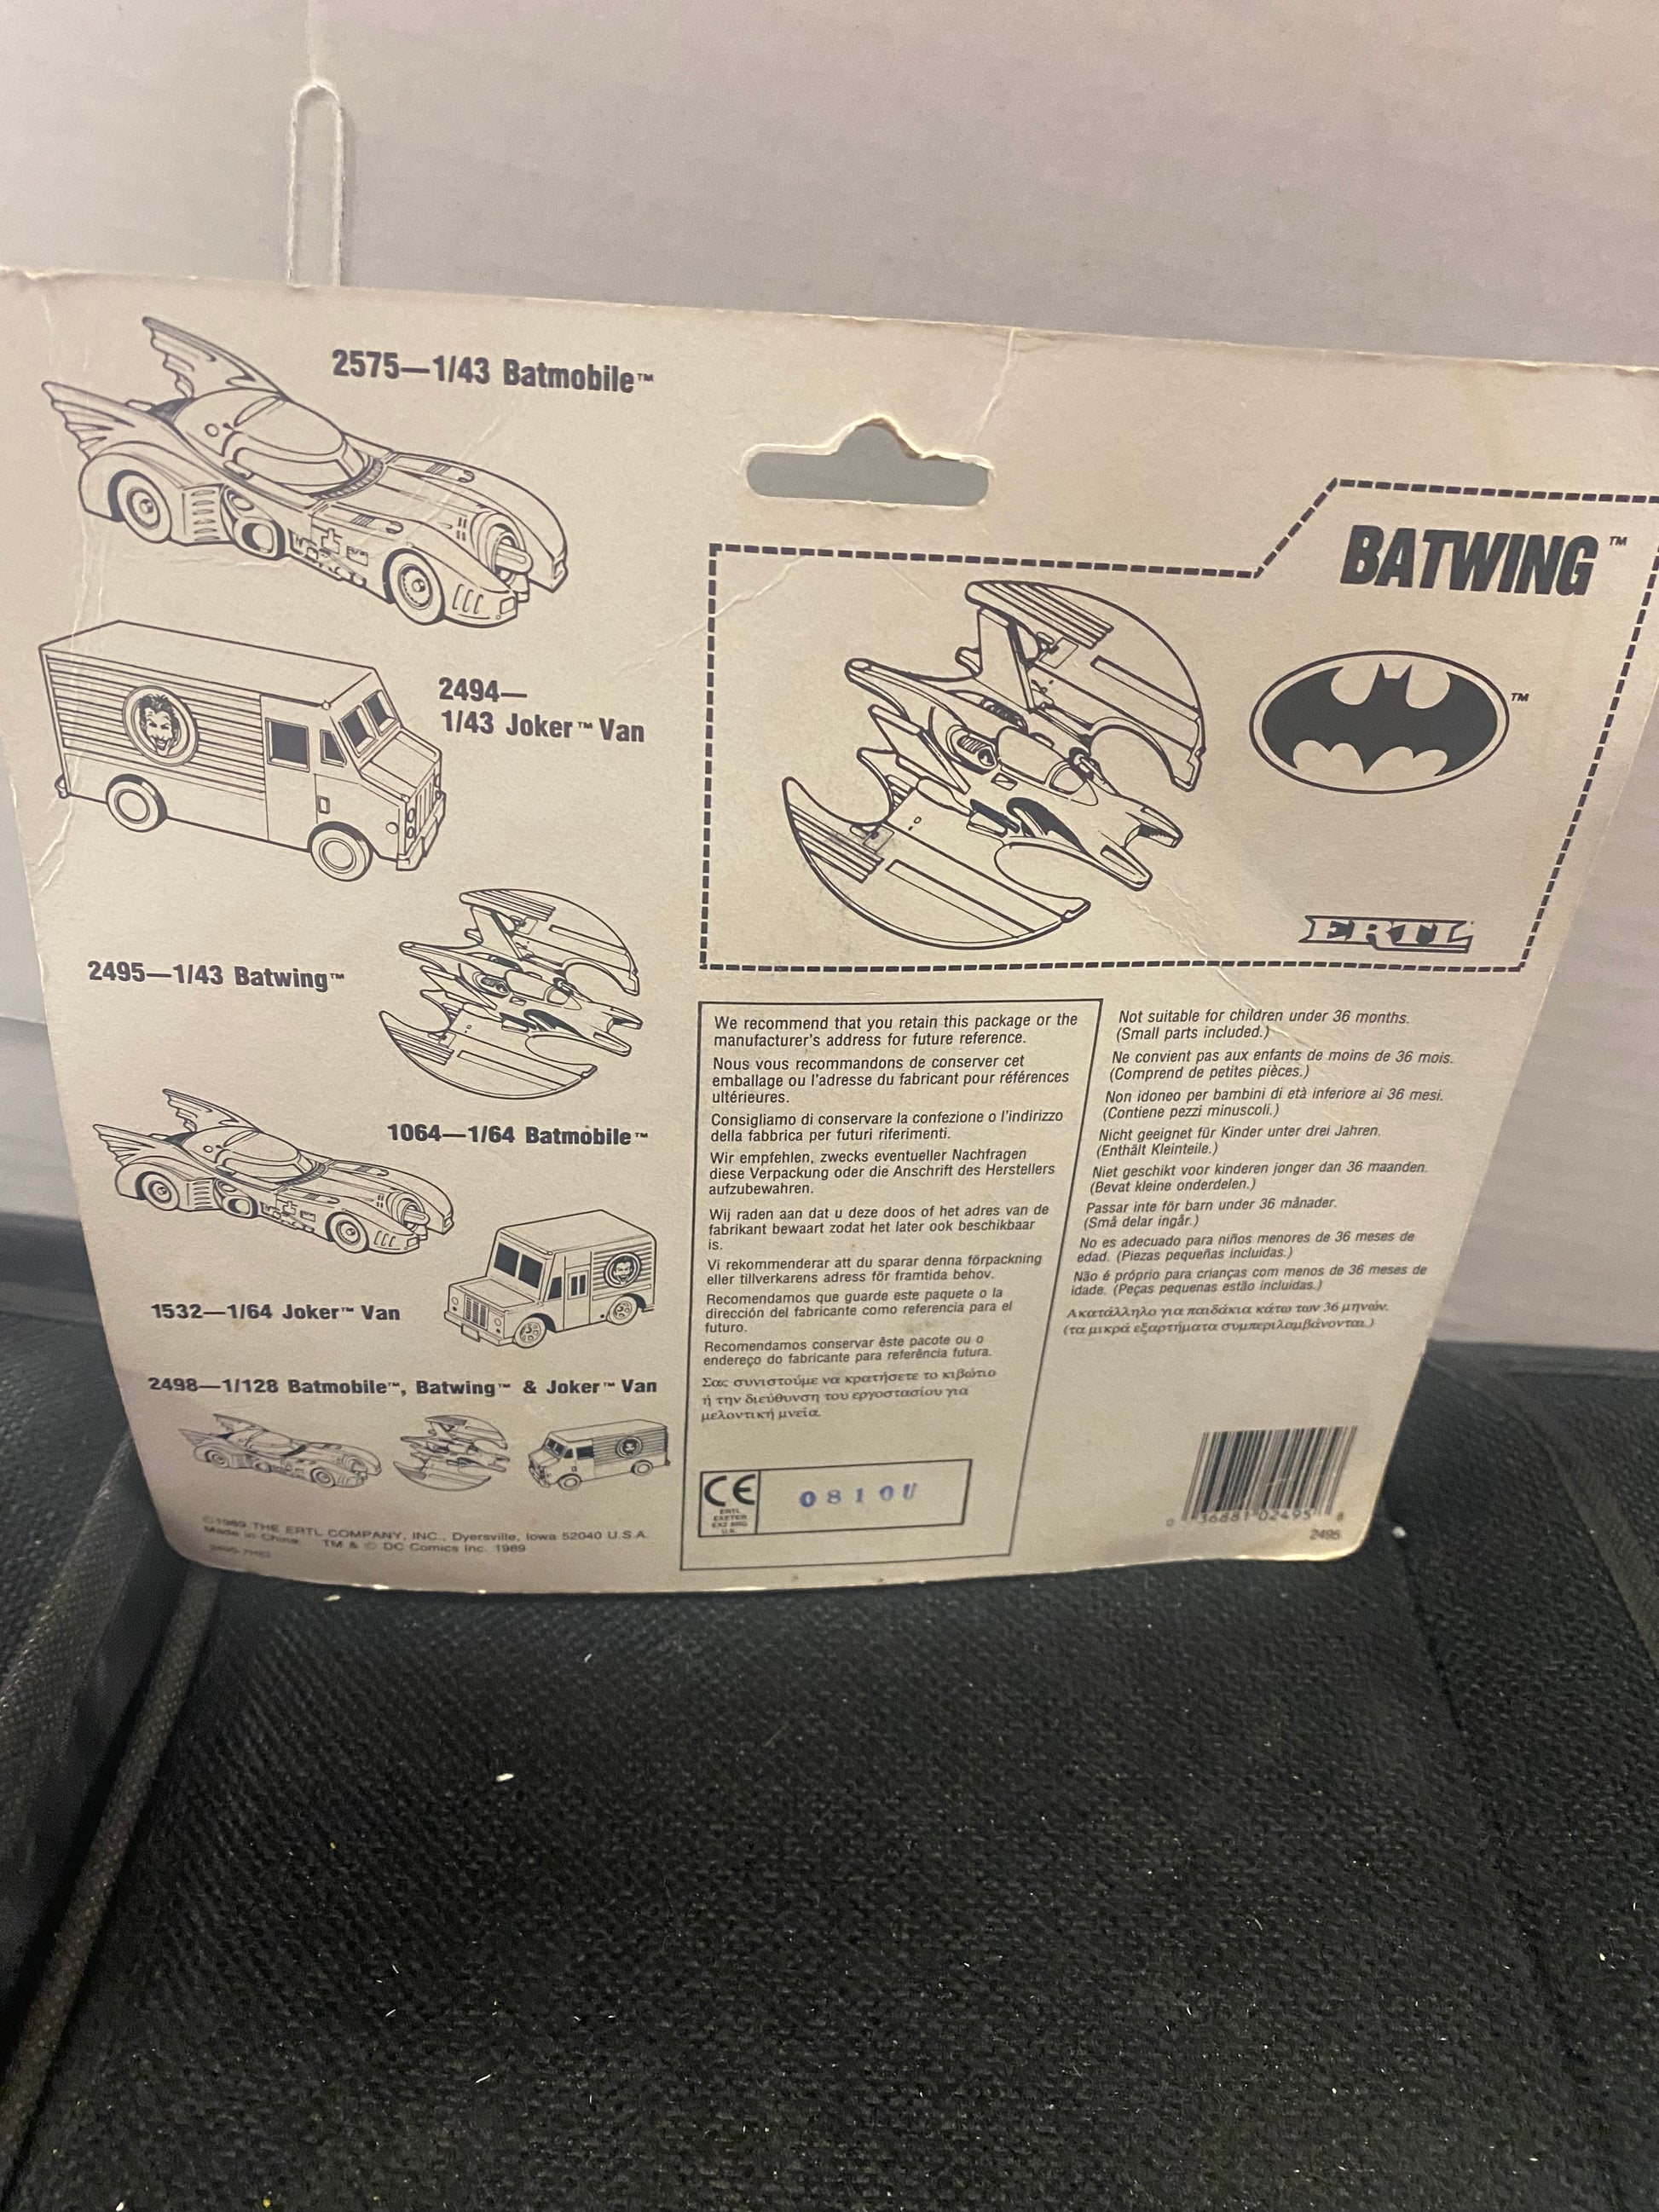 2575—1/43 Batmobile™
2494—
1/43 Joker™ Van
2495—1/43 Batwing™
1064—1/64 Batmobile™
1532—1/64 Joker™ Van
2498—1/128 Batmobile™, Batwing™ & Joker™ Van
©1989 THE ERTL COMPANY, INC., Dyersville, Iowa 52040 U.S.A.
Made in China TM & © DC Comics Inc. 1989
BATWING™
™
ERTL
We recommend that you retain this package or the
manufacturer's address for future reference.
Nous vous recommandons de conserver cet
emballage ou l'adresse du fabricant pour références
ultérieures.
Consigliamo di conservare la confezione o l'indirizzo
della fabbrica per futuri riferimenti.
Wir empfehlen, zwecks eventueller Nachfragen
diese Verpackung oder die Anschrift des Herstellers
aufzubewahren.
Wij raden aan dat u deze doos of het adres van de
fabrikant bewaart zodat het later ook beschikbaar
is.
Vi rekommenderar att du sparar denna förpackning
eller tillverkarens adress för framtida behov.
Recomendamos que guarde este paquete o la
dirección del fabricante como referencia para el
futuro.
Recomendamos conservar êste pacote ou o
endereço do fabricante para referência futura.
Σας συνιστούμε να κρατήσετε το κιβώτιο
ή την διεύθυνση του εργοστασίου για
μελοντική μνεία.
CE
ERTL
EXETER
EX2 8RG
U.K.
0810U
Not suitable for children under 36 months.
(Small parts included.)
Ne convient pas aux enfants de moins de 36 mois.
(Comprend de petites pièces.)
Non idoneo per bambini di età inferiore ai 36 mesi.
(Contiene pezzi minuscoli.)
Nicht geeignet für Kinder unter drei Jahren.
(Enthält Kleinteile.)
Niet geschikt voor kinderen jonger dan 36 maanden.
(Bevat kleine onderdelen.)
Passar inte för barn under 36 månader.
(Små delar ingår.)
No es adecuado para niños menores de 36 meses de
edad. (Piezas pequeñas incluidas.)
Não é próprio para crianças com menos de 36 meses de
idade. (Peças pequenas estão incluidas.)
Ακατάλληλο για παιδάκια κάτω των 36 μηνών.
(τα μικρά εξαρτήματα συμπεριλαμβάνονται.)
0 36881 02495 8
2495